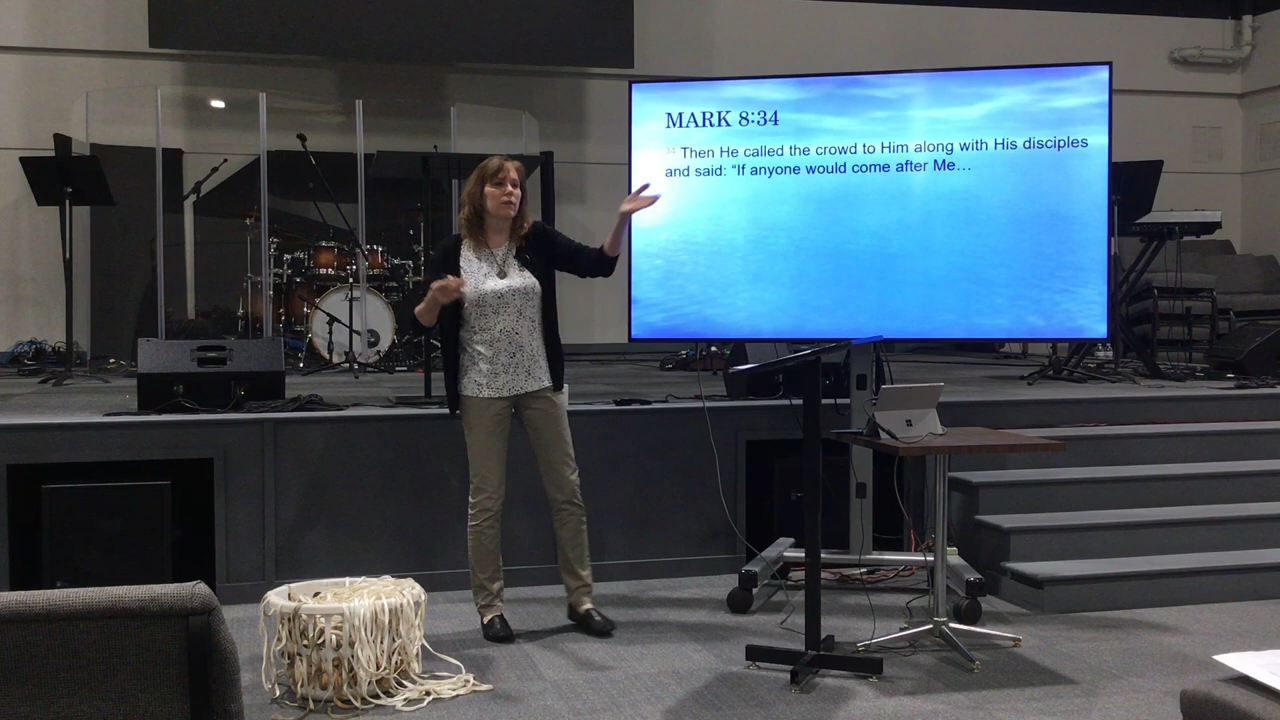 MARK 8:34
34 Then He called the crowd to Him along with His disciples
and said: “If anyone would come after Me…